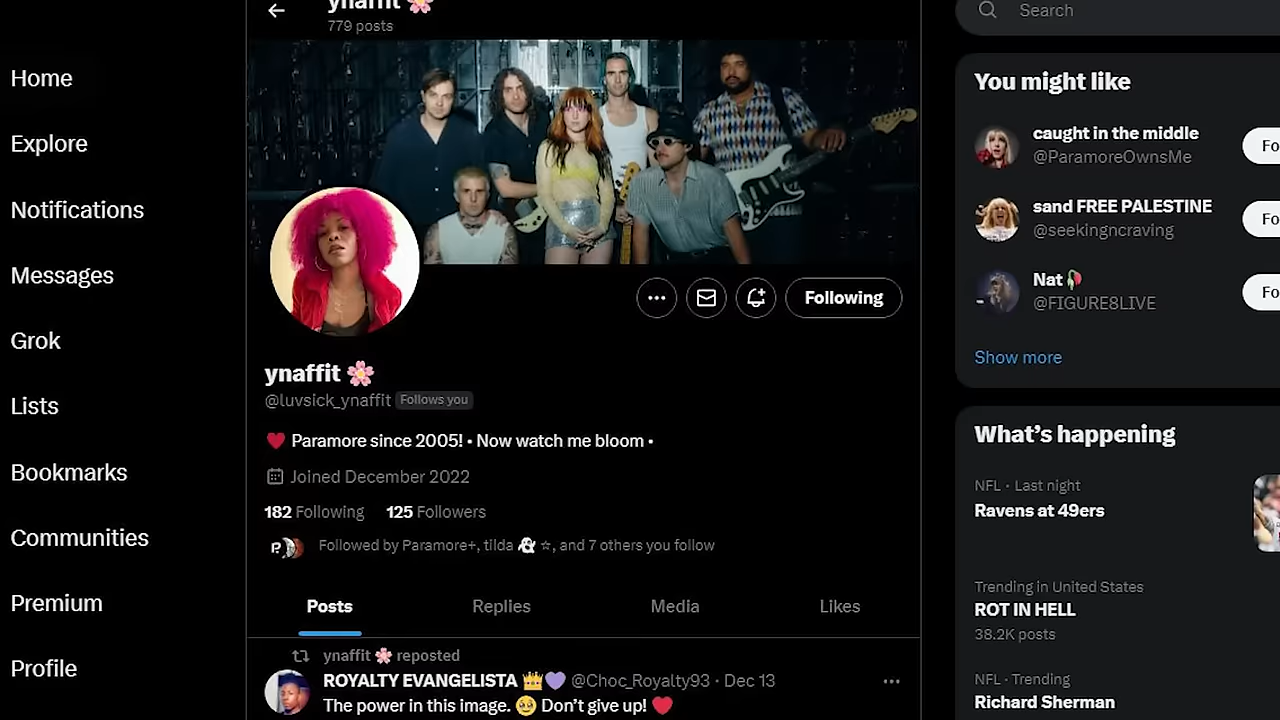 Home
Explore
Notifications
Messages
Grok
Lists
Bookmarks
Communities
Premium
Profile
ynaffit 🌸
779 posts
Following
ynaffit 🌸
@luvsick_ynaffit Follows you
❤️ Paramore since 2005! • Now watch me bloom •
Joined December 2022
182 Following 125 Followers
Followed by Paramore+, tilda 👻 ☆, and 7 others you follow
Posts Replies Media Likes
ynaffit 🌸 reposted
ROYALTY EVANGELISTA 👑💜 @Choc_Royalty93 · Dec 13
The power in this image. 🥹 Don’t give up! ❤️
Search
You might like
caught in the middle
@ParamoreOwnsMe
Fo
sand FREE PALESTINE
@seekingncraving
Fo
Nat 🥀
@FIGURE8LIVE
Fo
Show more
What’s happening
NFL · Last night
Ravens at 49ers
Trending in United States
ROT IN HELL
38.2K posts
NFL · Trending
Richard Sherman